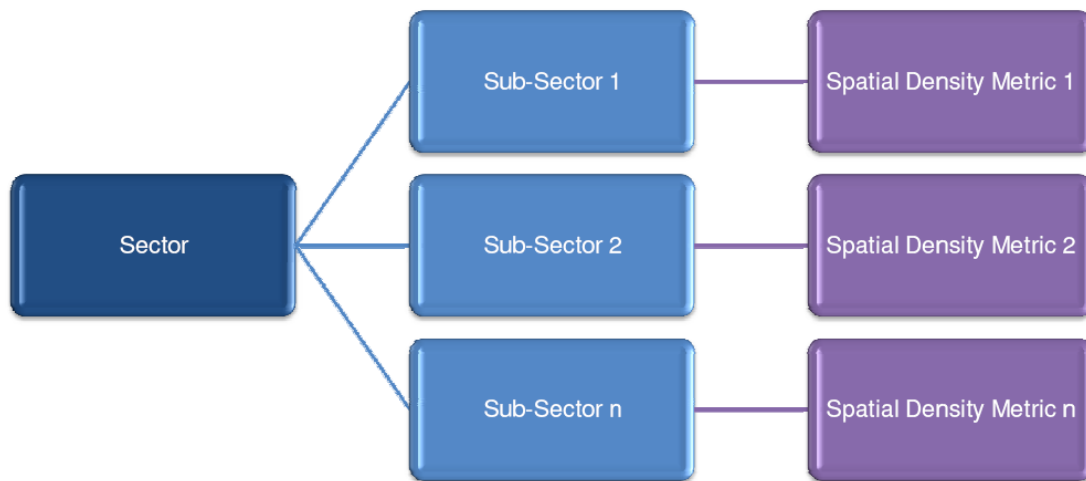 Sub-Sector 1
Spatial Density Metric 1
Sector
Sub-Sector 2
Spatial Density Metric 2
Sub-Sector n
Spatial Density Metric n